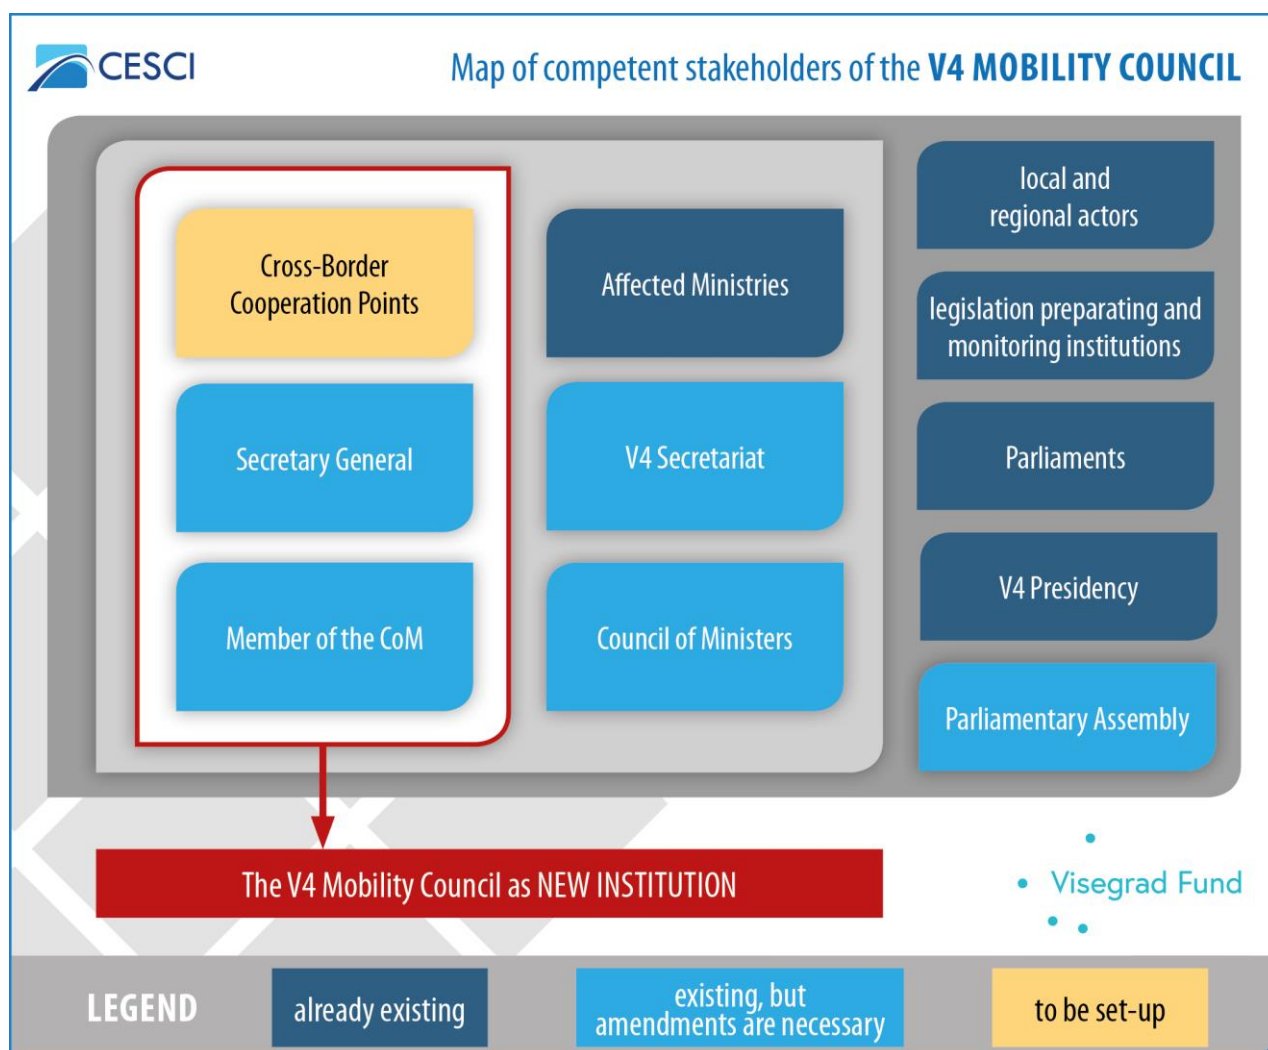 CESCI
Map of competent stakeholders of the V4 MOBILITY COUNCIL
Cross-Border
Cooperation Points
Secretary General
Member of the CoM
Affected Ministries
V4 Secretariat
Council of Ministers
local and
regional actors
legislation preparating and
monitoring institutions
Parliaments
V4 Presidency
Parliamentary Assembly
The V4 Mobility Council as NEW INSTITUTION
Visegrad Fund
LEGEND
already existing
existing, but
amendments are necessary
to be set-up